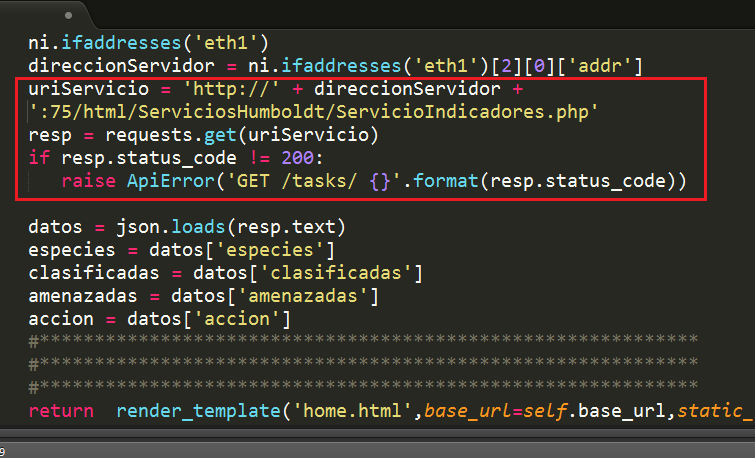 ni.ifaddresses('eth1')
direccionServidor = ni.ifaddresses('eth1')[2][0]['addr']
uriServicio = 'http://' + direccionServidor +
':75/html/ServiciosHumboldt/ServicioIndicadores.php'
resp = requests.get(uriServicio)
if resp.status_code != 200:
raise ApiError('GET /tasks/ {}'.format(resp.status_code))
datos = json.loads(resp.text)
especies = datos['especies']
clasificadas = datos['clasificadas']
amenazadas = datos['amenazadas']
accion = datos['accion']
#************************************************************
#************************************************************
#************************************************************
return render_template('home.html',base_url=self.base_url,static_
9